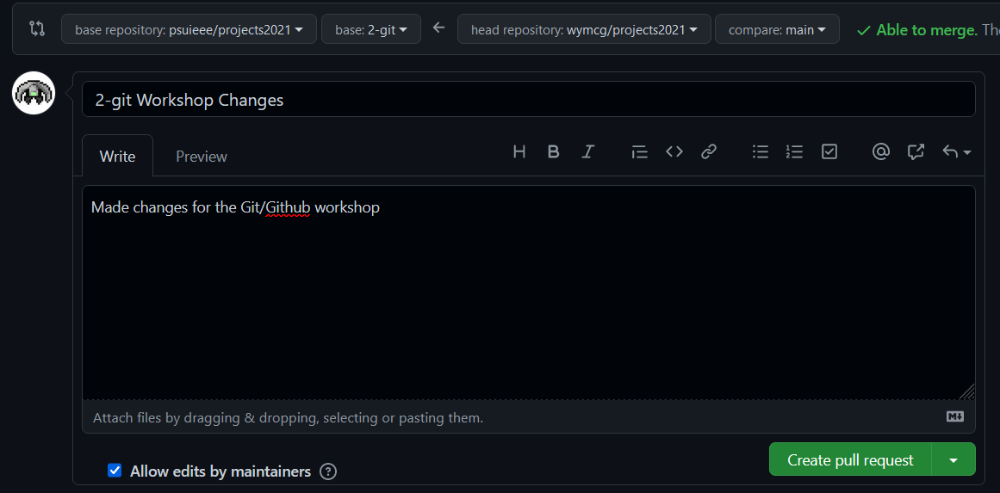 base repository: psuieee/projects2021 base: 2-git head repository: wymcg/projects2021 compare: main Able to merge. The
2-git Workshop Changes
Write Preview
Made changes for the Git/Github workshop
Attach files by dragging & dropping, selecting or pasting them.
Allow edits by maintainers
Create pull request